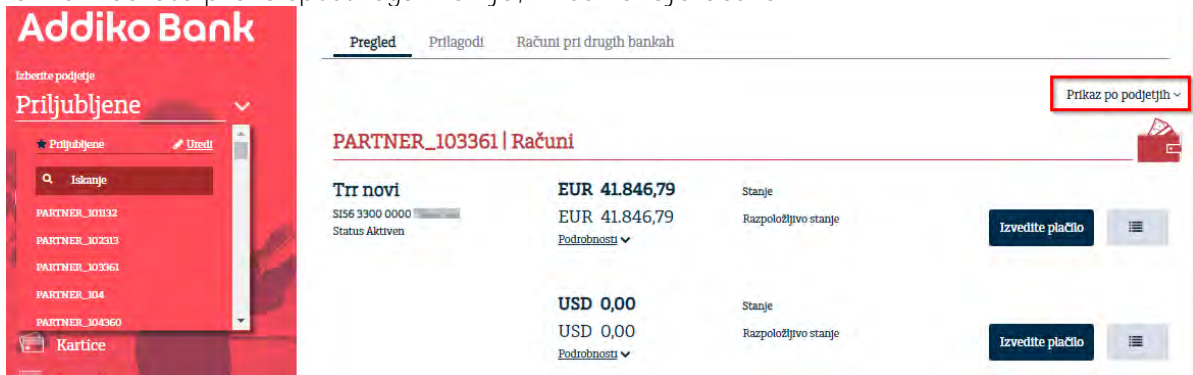 Addiko Bank
Izberite podjetje
Priljubljene
Priljubljene Uredi
Iskanje
PARTNER_101132
PARTNER_102313
PARTNER_103361
PARTNER_104
PARTNER_104360
Kartice
Pregled Prilagodi Računi pri drugih bankah
Prikaz po podjetjih
PARTNER_103361 | Računi
Trr novi EUR 41.846,79 Stanje
SI56 3300 0000 EUR 41.846,79 Razpoložljivo stanje
Status Aktiven Podrobnosti Izvedite plačilo
USD 0,00 Stanje
USD 0,00 Razpoložljivo stanje
Podrobnosti Izvedite plačilo